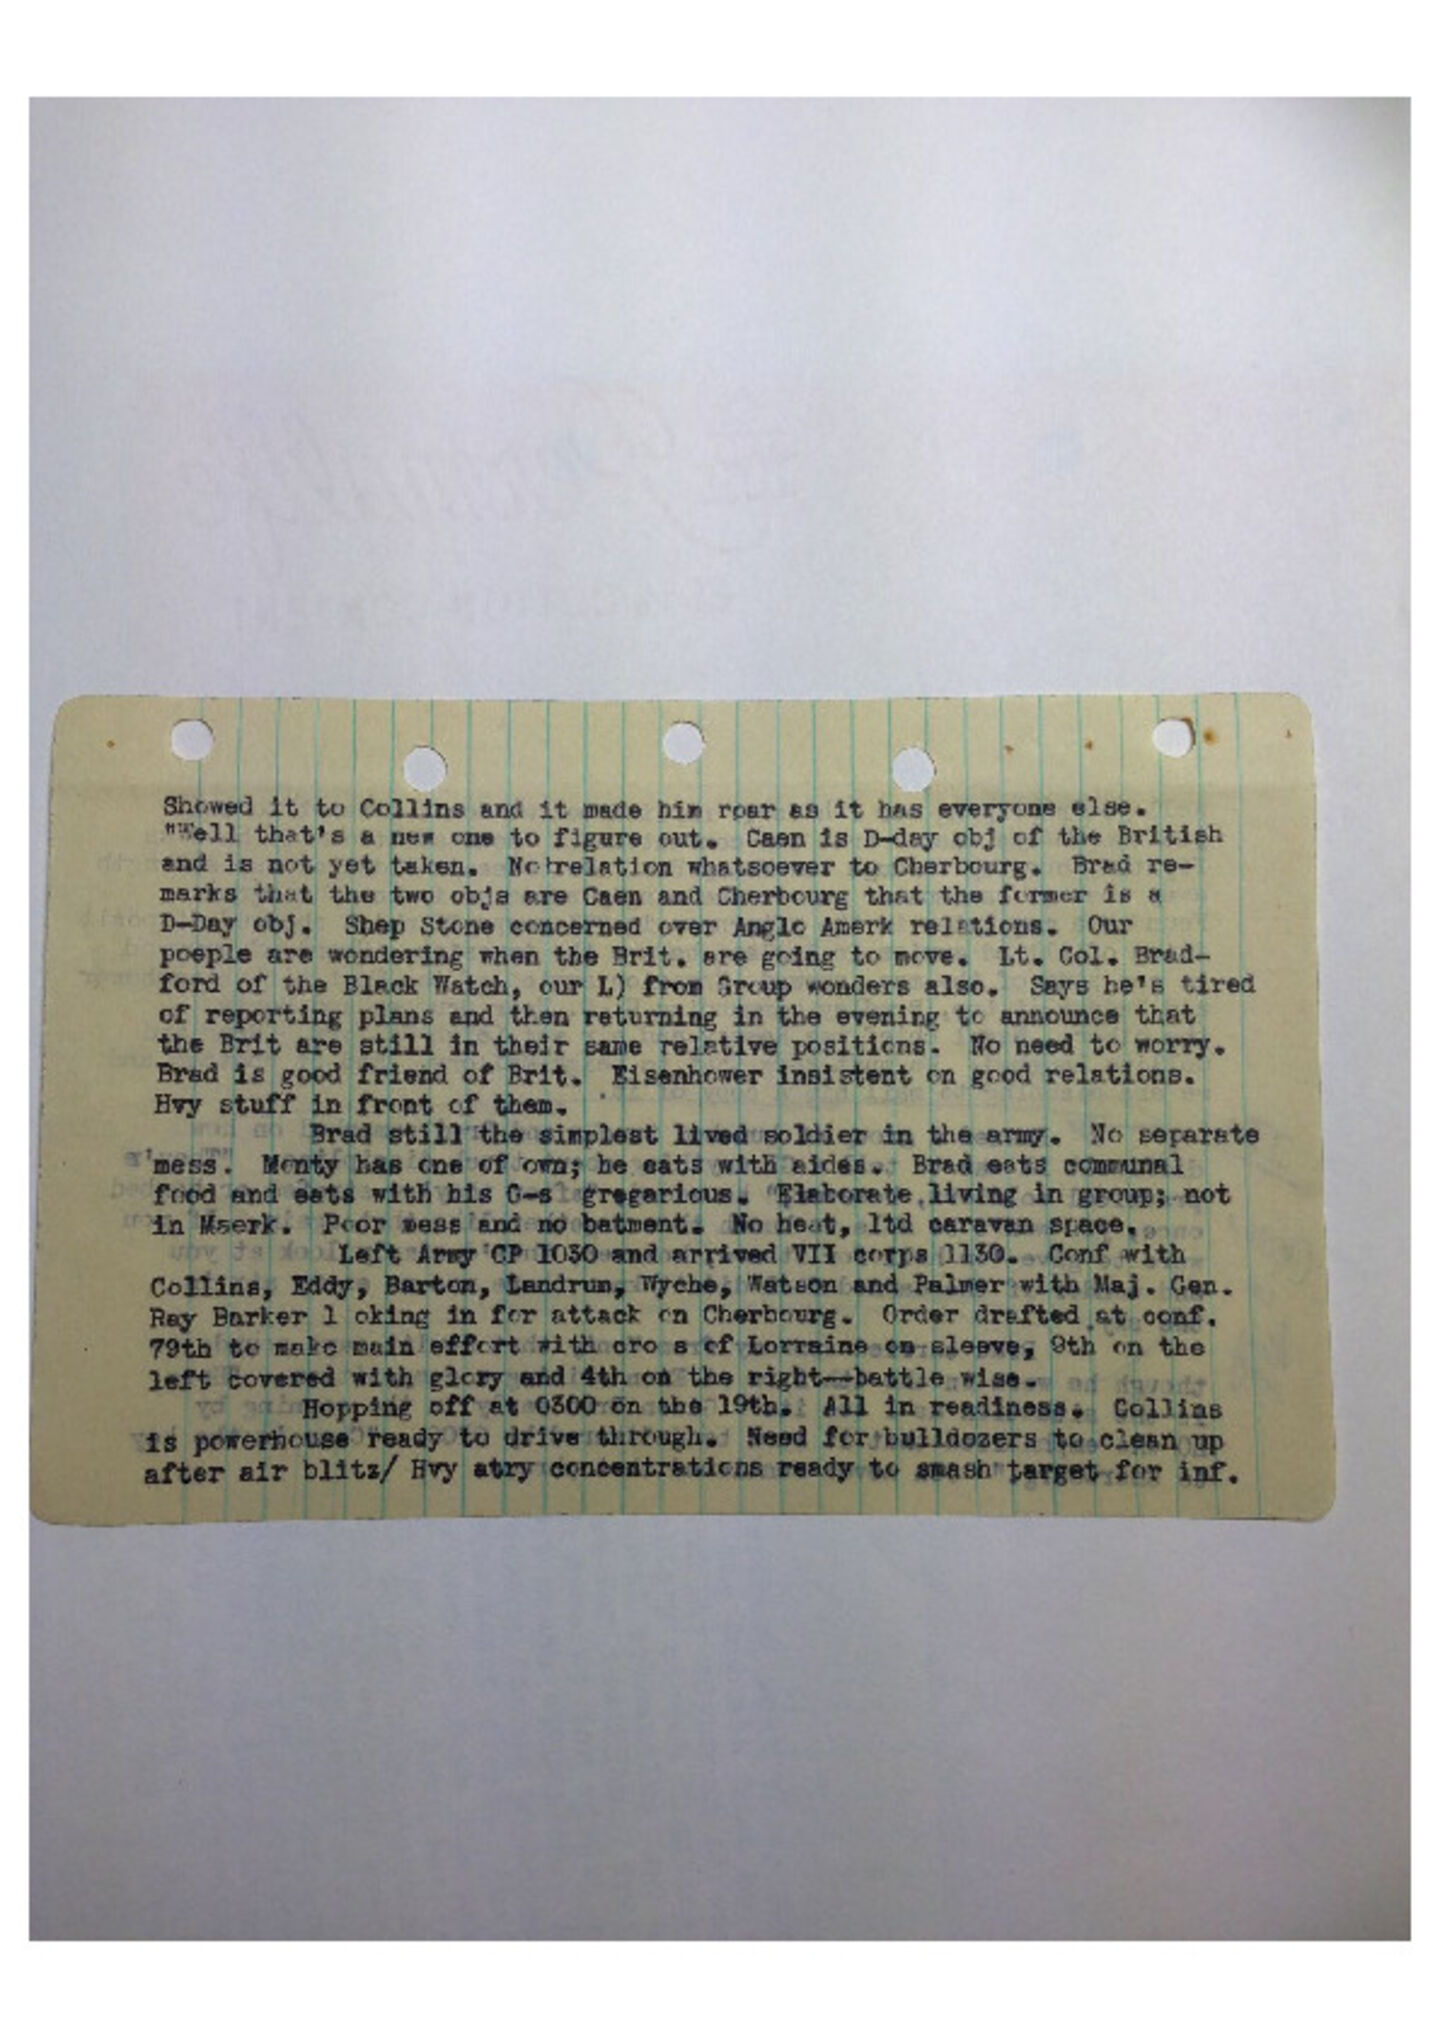 Showed it to Collins and it made him roar as it has everyone else.
"Well that's a new one to figure out. Caen is D-day obj of the British
and is not yet taken. No relation whatsoever to Cherbourg. Brad re-
marks that the two objs are Caen and Cherbourg that the former is a
D-Day obj. Shep Stone concerned over Anglo Amerk relations. Our
poeple are wondering when the Brit. are going to move. Lt. Col. Brad-
ford of the Black Watch, our L) from Group wonders also. Says he's tired
of reporting plans and then returning in the evening to announce that
the Brit are still in their same relative positions. No need to worry.
Brad is good friend of Brit. Eisenhower insistent on good relations.
Hvy stuff in front of them.
Brad still the simplest lived soldier in the army. No separate
mess. Monty has one of own; he eats with aides. Brad eats communal
food and eats with his G-s gregarious. Elaborate living in group; not
in Maerk. Poor mess and no batment. No heat, ltd caravan space.
Left Army CP 1030 and arrived VII corps 1130. Conf with
Collins, Eddy, Barton, Landrum, Wyche, Watson and Palmer with Maj. Gen.
Ray Barker l oking in for attack on Cherbourg. Order drafted at conf.
79th to make main effort with cro s of Lorraine on sleeve, 9th on the
left covered with glory and 4th on the right--battle wise.
Hopping off at 0300 on the 19th. All in readiness. Collins
is powerhouse ready to drive through. Need for bulldozers to clean up
after air blitz/ Hvy atry concentrations ready to smash target for inf.